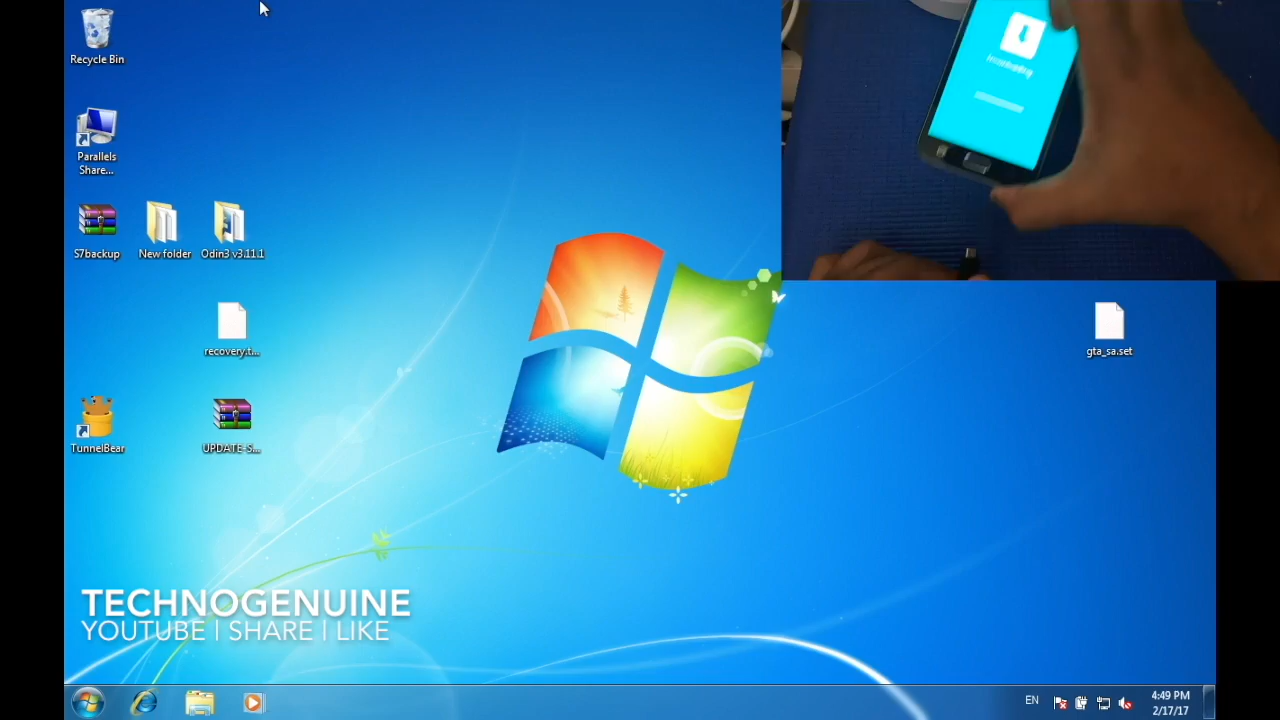 Recycle Bin
Parallels
Share...
S7backup
New folder
Odin3 v3.11.1
recovery.t...
gta_sa.set
TunnelBear
UPDATE-S...
TECHNOGENUINE
YOUTUBE | SHARE | LIKE
EN
4:49 PM
2/17/17